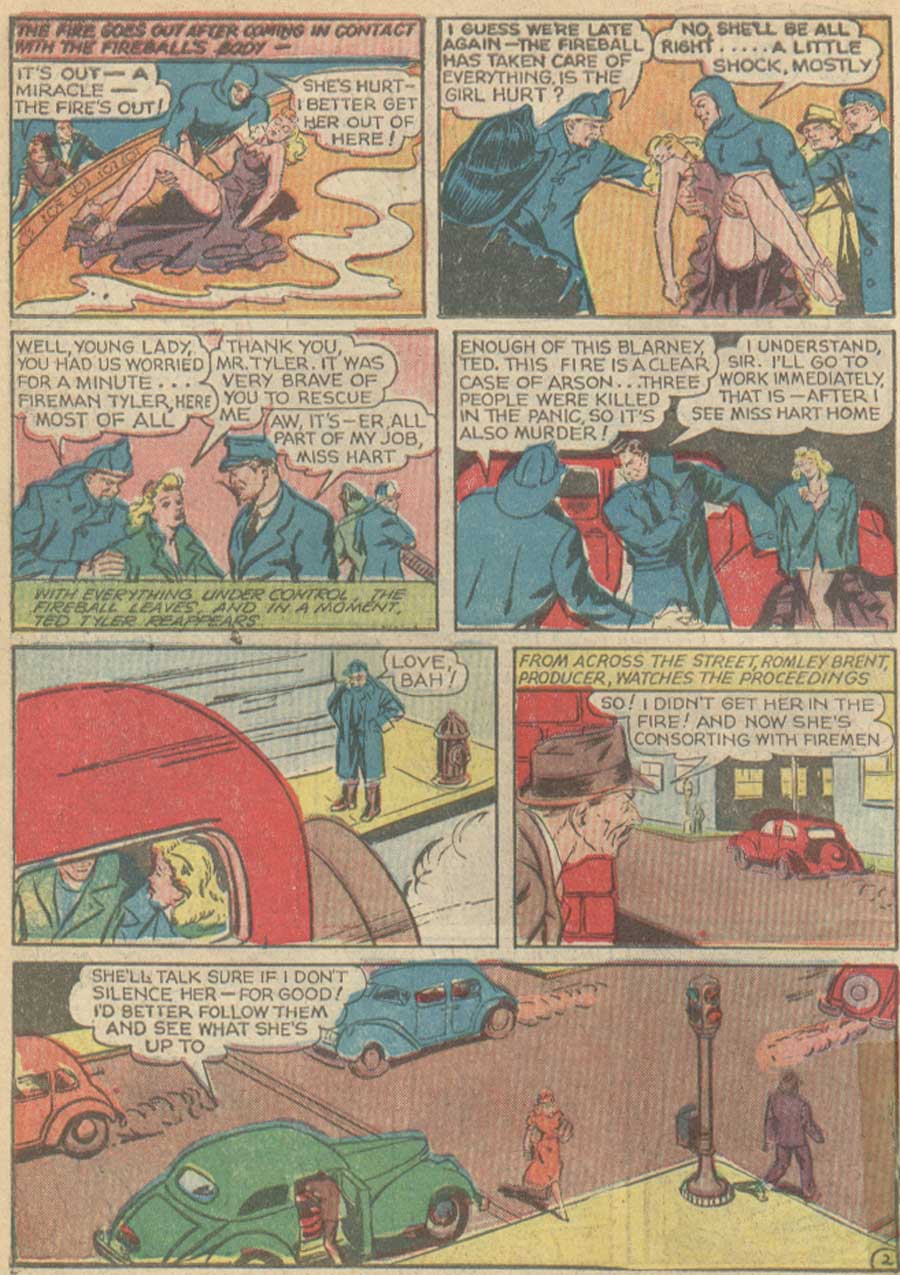 THE FIRE GOES OUT AFTER COMING IN CONTACT
WITH THE FIREBALL'S BODY —
IT'S OUT — A
MIRACLE —
THE FIRE'S OUT!
SHE'S HURT—
I BETTER GET
HER OUT OF
HERE!
I GUESS WE'RE LATE
AGAIN — THE FIREBALL
HAS TAKEN CARE OF
EVERYTHING. IS THE
GIRL HURT?
NO, SHE'LL BE ALL
RIGHT ..... A LITTLE
SHOCK, MOSTLY
WELL, YOUNG LADY,
YOU HAD US WORRIED
FOR A MINUTE ...
FIREMAN TYLER, HERE
MOST OF ALL
THANK YOU,
MR. TYLER. IT WAS
VERY BRAVE OF
YOU TO RESCUE
ME
AW, IT'S—ER, ALL
PART OF MY JOB,
MISS HART
WITH EVERYTHING UNDER CONTROL, THE
FIREBALL LEAVES, AND IN A MOMENT,
TED TYLER REAPPEARS
ENOUGH OF THIS BLARNEY,
TED. THIS FIRE IS A CLEAR
CASE OF ARSON... THREE
PEOPLE WERE KILLED
IN THE PANIC, SO IT'S
ALSO MURDER!
I UNDERSTAND,
SIR. I'LL GO TO
WORK IMMEDIATELY,
THAT IS — AFTER I
SEE MISS HART HOME
LOVE,
BAH!
FROM ACROSS THE STREET, ROMLEY BRENT,
PRODUCER, WATCHES THE PROCEEDINGS
SO! I DIDN'T GET HER IN THE
FIRE! AND NOW SHE'S
CONSORTING WITH FIREMEN
SHE'LL TALK SURE IF I DON'T
SILENCE HER — FOR GOOD!
I'D BETTER FOLLOW THEM
AND SEE WHAT SHE'S
UP TO
2